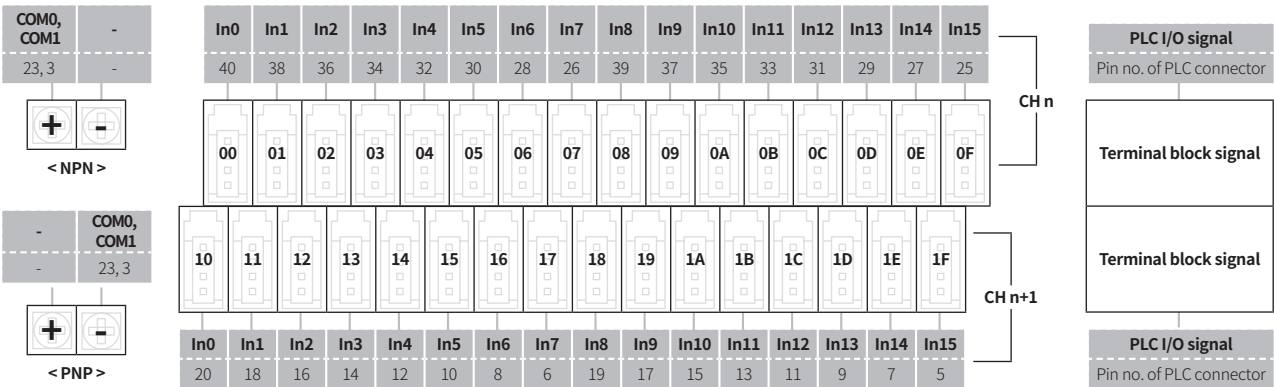 COM0, COM1 -
23, 3 -
+ -
< NPN >
In0 In1 In2 In3 In4 In5 In6 In7 In8 In9 In10 In11 In12 In13 In14 In15
40 38 36 34 32 30 28 26 39 37 35 33 31 29 27 25
CH n
00 01 02 03 04 05 06 07 08 09 0A 0B 0C 0D 0E 0F
PLC I/O signal
Pin no. of PLC connector
Terminal block signal
- COM0, COM1
- 23, 3
+ -
< PNP >
10 11 12 13 14 15 16 17 18 19 1A 1B 1C 1D 1E 1F
CH n+1
In0 In1 In2 In3 In4 In5 In6 In7 In8 In9 In10 In11 In12 In13 In14 In15
20 18 16 14 12 10 8 6 19 17 15 13 11 9 7 5
Terminal block signal
PLC I/O signal
Pin no. of PLC connector